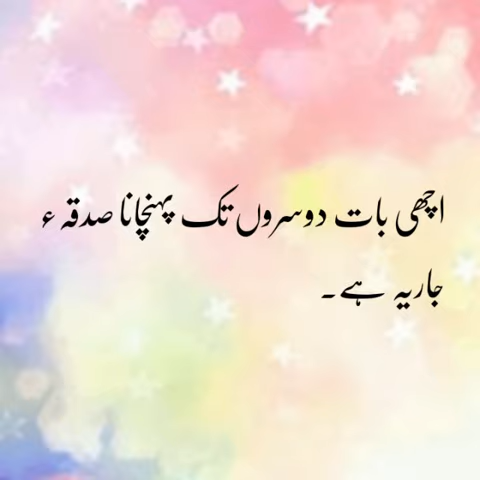 اچھی بات دوسروں تک پہنچانا صدقہ ء
جاریہ ہے۔